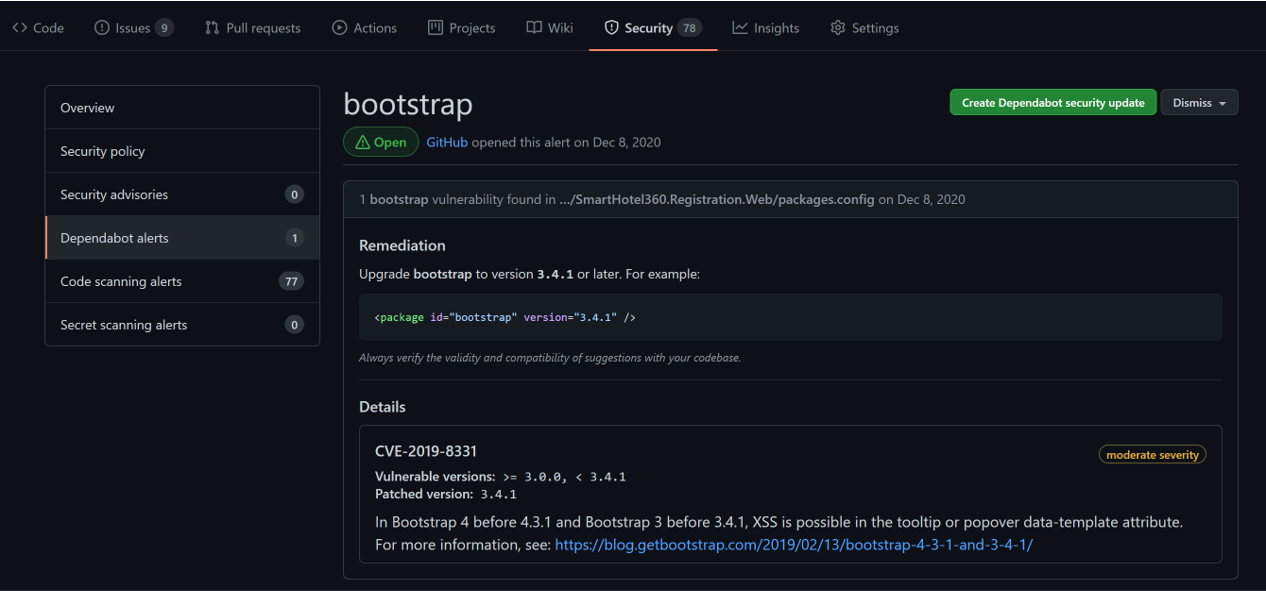 Code Issues 9 Pull requests Actions Projects Wiki Security 78 Insights Settings
Overview
Security policy
Security advisories 0
Dependabot alerts 1
Code scanning alerts 77
Secret scanning alerts 0
bootstrap
Create Dependabot security update Dismiss
Open GitHub opened this alert on Dec 8, 2020
1 bootstrap vulnerability found in .../SmartHotel360.Registration.Web/packages.config on Dec 8, 2020
Remediation
Upgrade bootstrap to version 3.4.1 or later. For example:
<package id="bootstrap" version="3.4.1" />
Always verify the validity and compatibility of suggestions with your codebase.
Details
CVE-2019-8331
moderate severity
Vulnerable versions: >= 3.0.0, < 3.4.1
Patched version: 3.4.1
In Bootstrap 4 before 4.3.1 and Bootstrap 3 before 3.4.1, XSS is possible in the tooltip or popover data-template attribute.
For more information, see: https://blog.getbootstrap.com/2019/02/13/bootstrap-4-3-1-and-3-4-1/